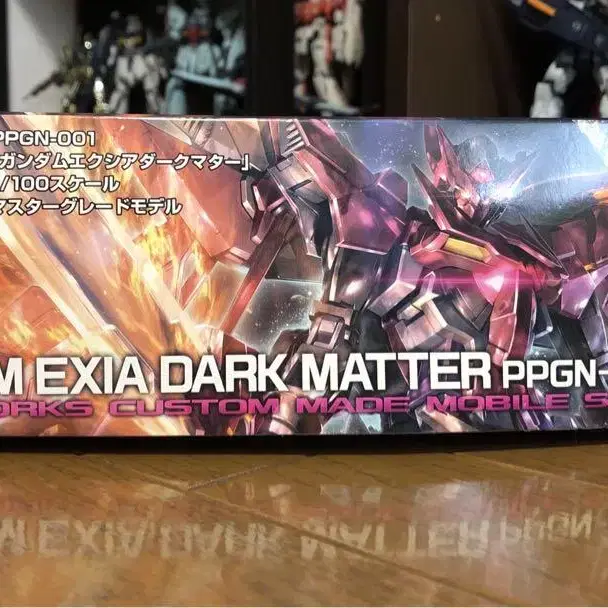 PPGN-001
ガンダムエクシアダークマター」
/100スケール
マスターグレードモデル
M EXIA DARK MATTER PPGN-
ORKS CUSTOM MADE MOBILE S